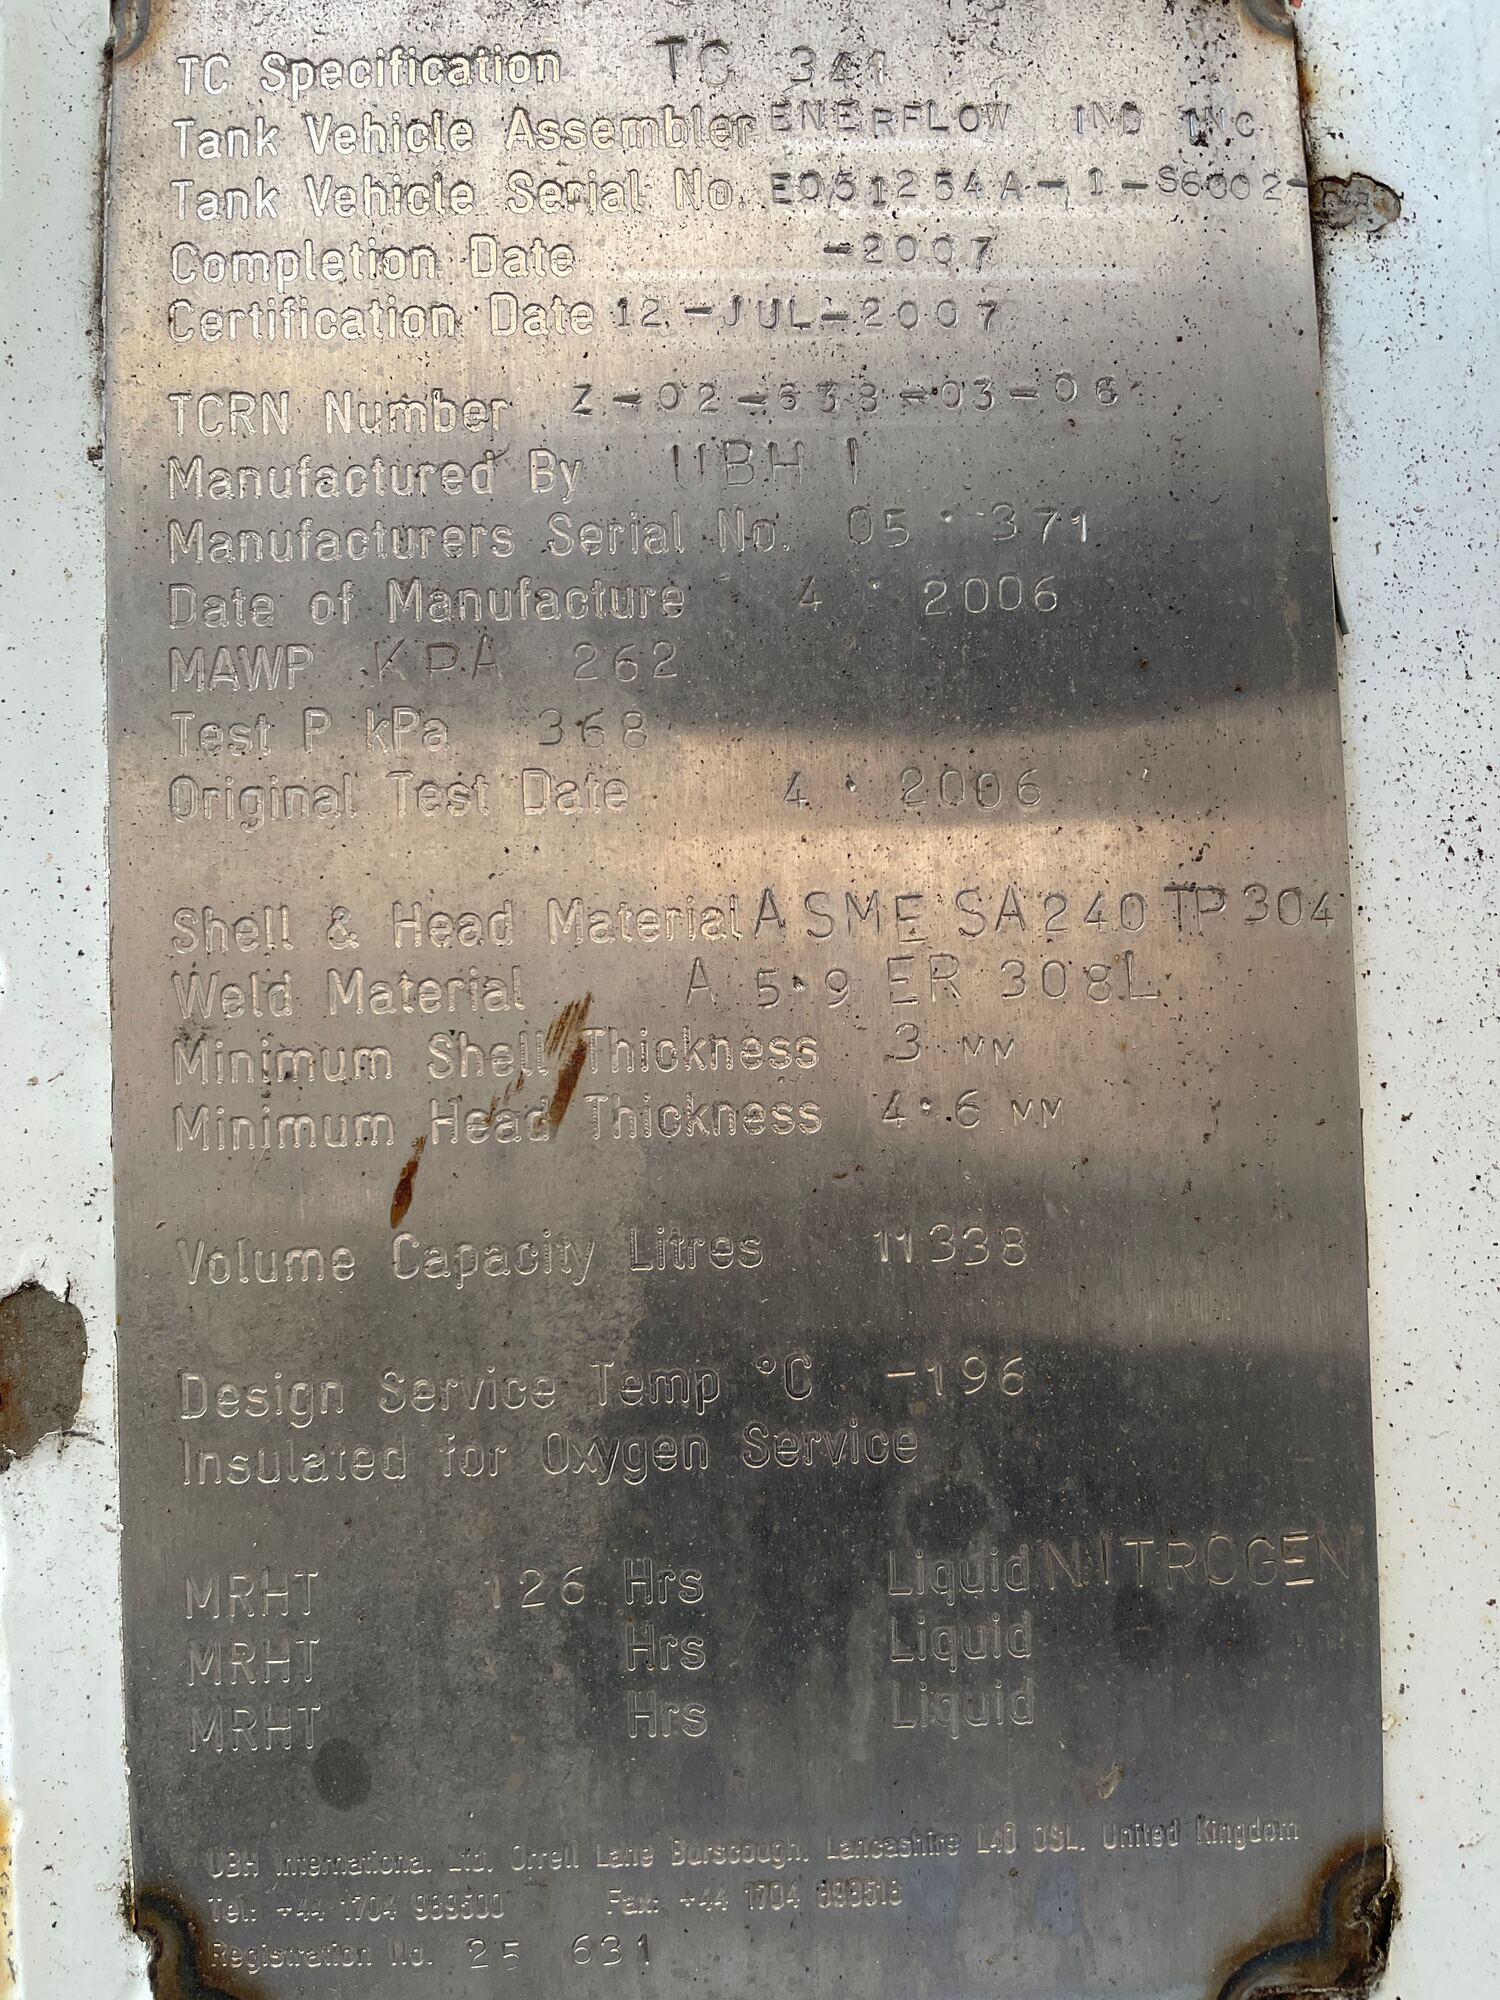 TC Specification TC 341
Tank Vehicle Assembler ENERFLOW IND INC
Tank Vehicle Serial No. E051254A-1-S6002-
Completion Date -2007
Certification Date 12-JUL-2007
TCRN Number Z-02-638-03-06
Manufactured By UBH I
Manufacturers Serial No. 05·371
Date of Manufacture 4·2006
MAWP KPA 262
Test P kPa 368
Original Test Date 4·2006
Shell & Head Material ASME SA240 TP304
Weld Material A 5·9 ER 308L
Minimum Shell Thickness 3 MM
Minimum Head Thickness 4·6 MM
Volume Capacity Litres 11338
Design Service Temp °C -196
Insulated for Oxygen Service
MRHT 126 Hrs Liquid NITROGEN
MRHT Hrs Liquid
MRHT Hrs Liquid
UBH International Ltd. Orrell Lane Burscough, Lancashire L40 0SL, United Kingdom
Tel: +44 1704 Fax: +44 1704
Registration No. 25 631